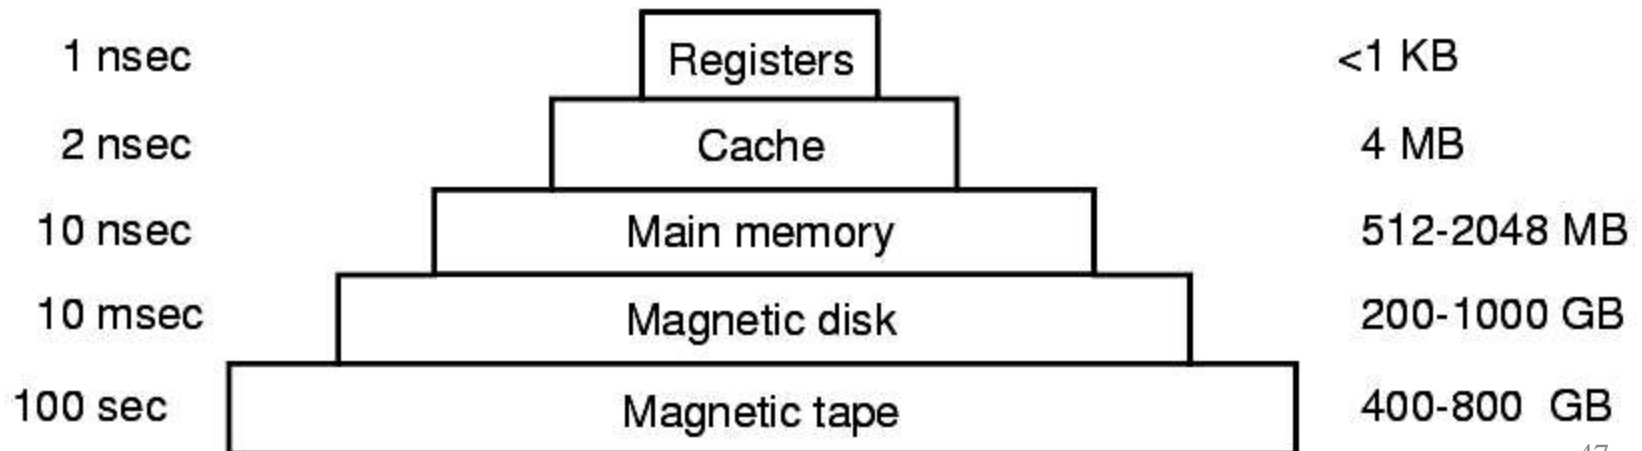 1 nsec Registers <1 KB
2 nsec Cache 4 MB
10 nsec Main memory 512-2048 MB
10 msec Magnetic disk 200-1000 GB
100 sec Magnetic tape 400-800 GB